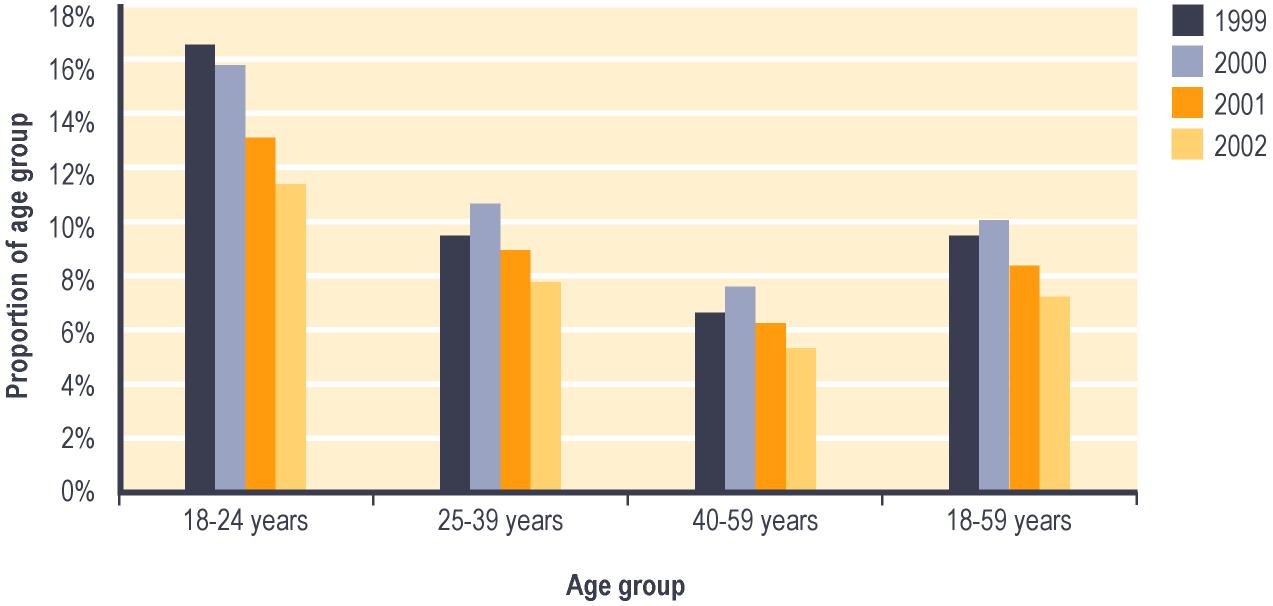 18%
16%
14%
12%
10%
8%
6%
4%
2%
0%
Proportion of age group
18-24 years
25-39 years
40-59 years
18-59 years
Age group
1999
2000
2001
2002